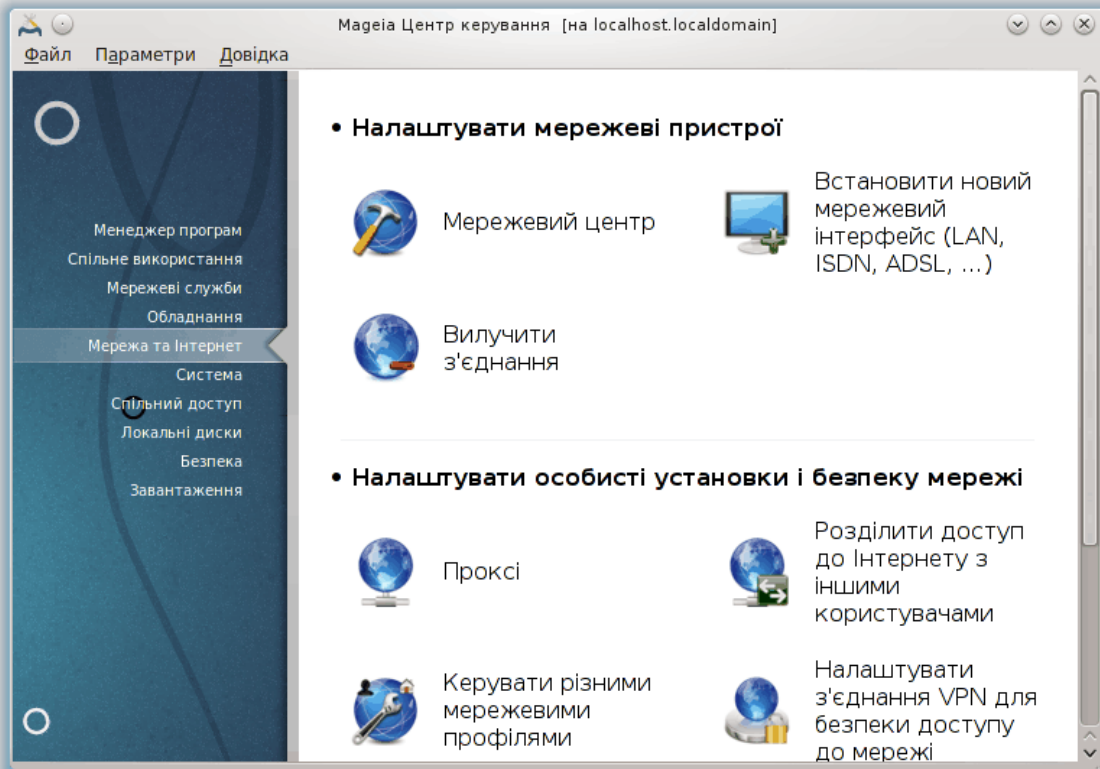 Mageia Центр керування [на localhost.localdomain]
Файл Параметри Довідка
Менеджер програм
Спільне використання
Мережеві служби
Обладнання
Мережа та Інтернет
Система
Спільний доступ
Локальні диски
Безпека
Завантаження
• Налаштувати мережеві пристрої
Мережевий центр
Встановити новий
мережевий
інтерфейс (LAN,
ISDN, ADSL, ...)
Вилучити
з'єднання
• Налаштувати особисті установки і безпеку мережі
Проксі
Розділити доступ
до Інтернету з
іншими
користувачами
Керувати різними
мережевими
профілями
Налаштувати
з'єднання VPN для
безпеки доступу
до мережі